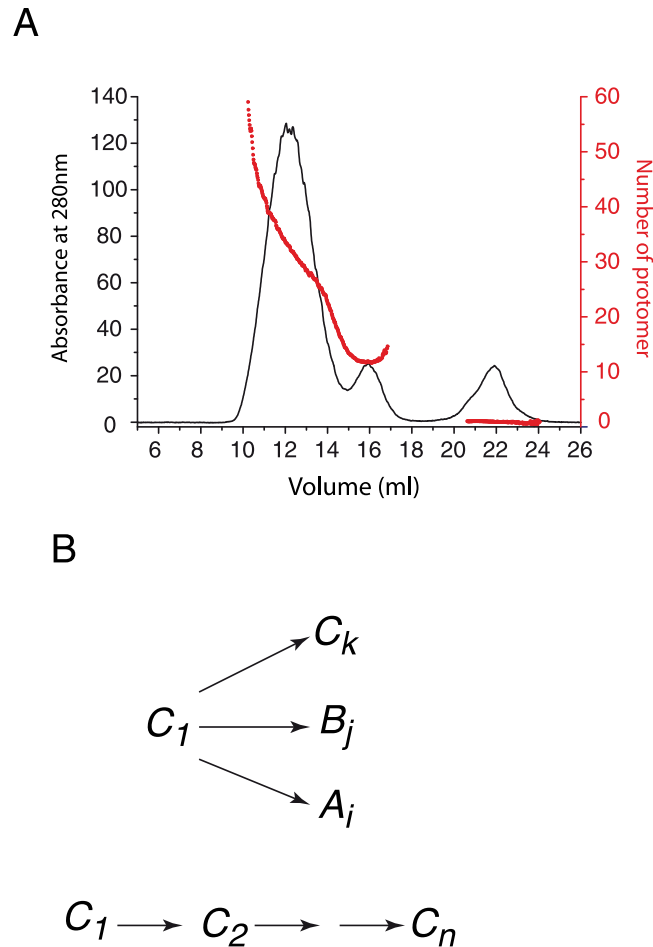 A
Absorbance at 280nm
140
120
100
80
60
40
20
0
60
50
40
30
20
10
0
Number of protomer
6 8 10 12 14 16 18 20 22 24 26
Volume (ml)
B
Ck
C1 Bj
Ai
C1 C2 Cn